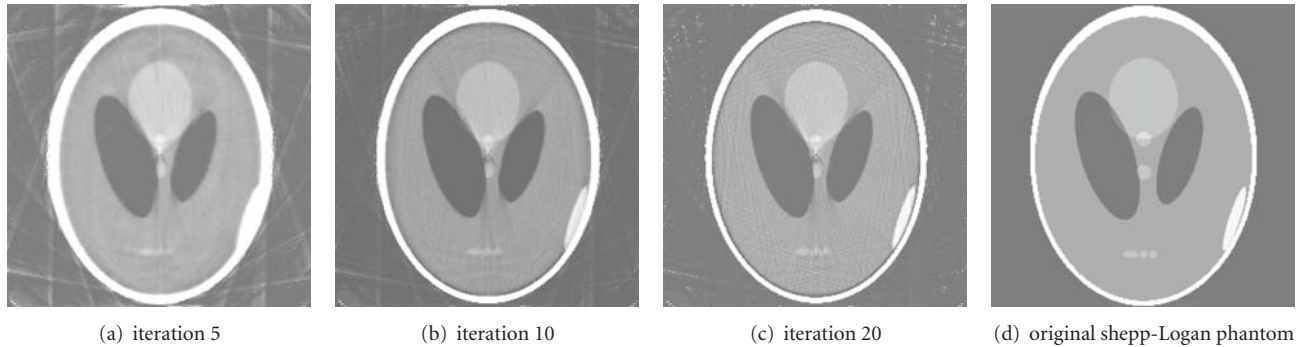 (a) iteration 5
(b) iteration 10
(c) iteration 20
(d) original shepp-Logan phantom